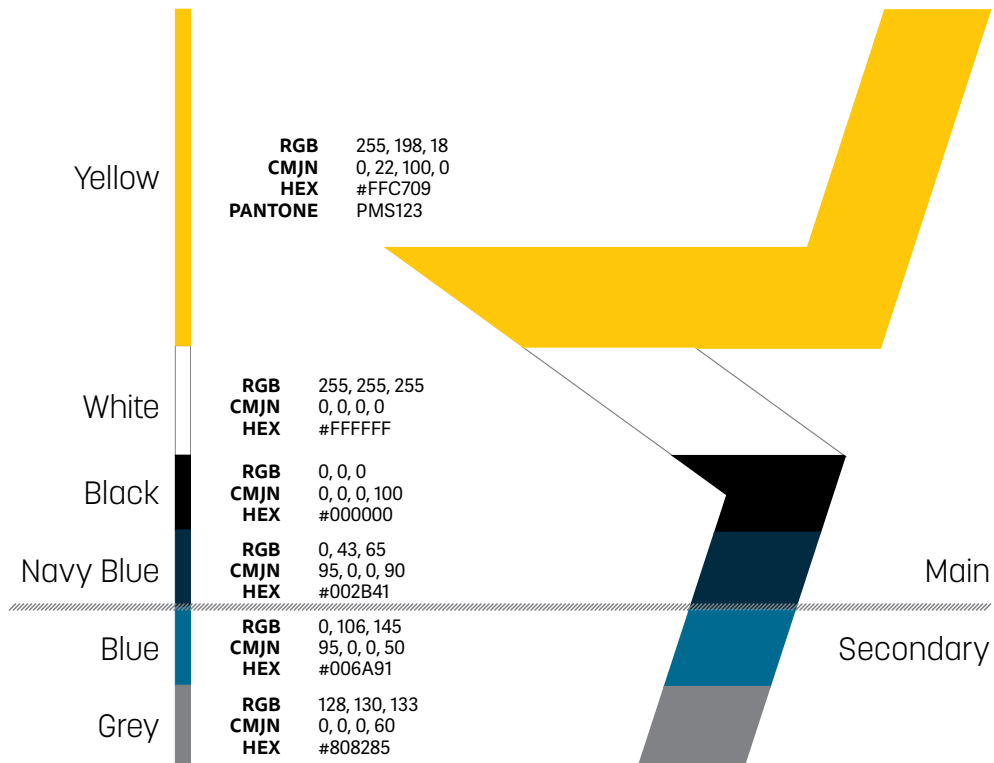 Yellow
RGB 255, 198, 18
CMJN 0, 22, 100, 0
HEX #FFC709
PANTONE PMS123
White
RGB 255, 255, 255
CMJN 0, 0, 0, 0
HEX #FFFFFF
Black
RGB 0, 0, 0
CMJN 0, 0, 0, 100
HEX #000000
Navy Blue
RGB 0, 43, 65
CMJN 95, 0, 0, 90
HEX #002B41
Main
Blue
RGB 0, 106, 145
CMJN 95, 0, 0, 50
HEX #006A91
Secondary
Grey
RGB 128, 130, 133
CMJN 0, 0, 0, 60
HEX #808285